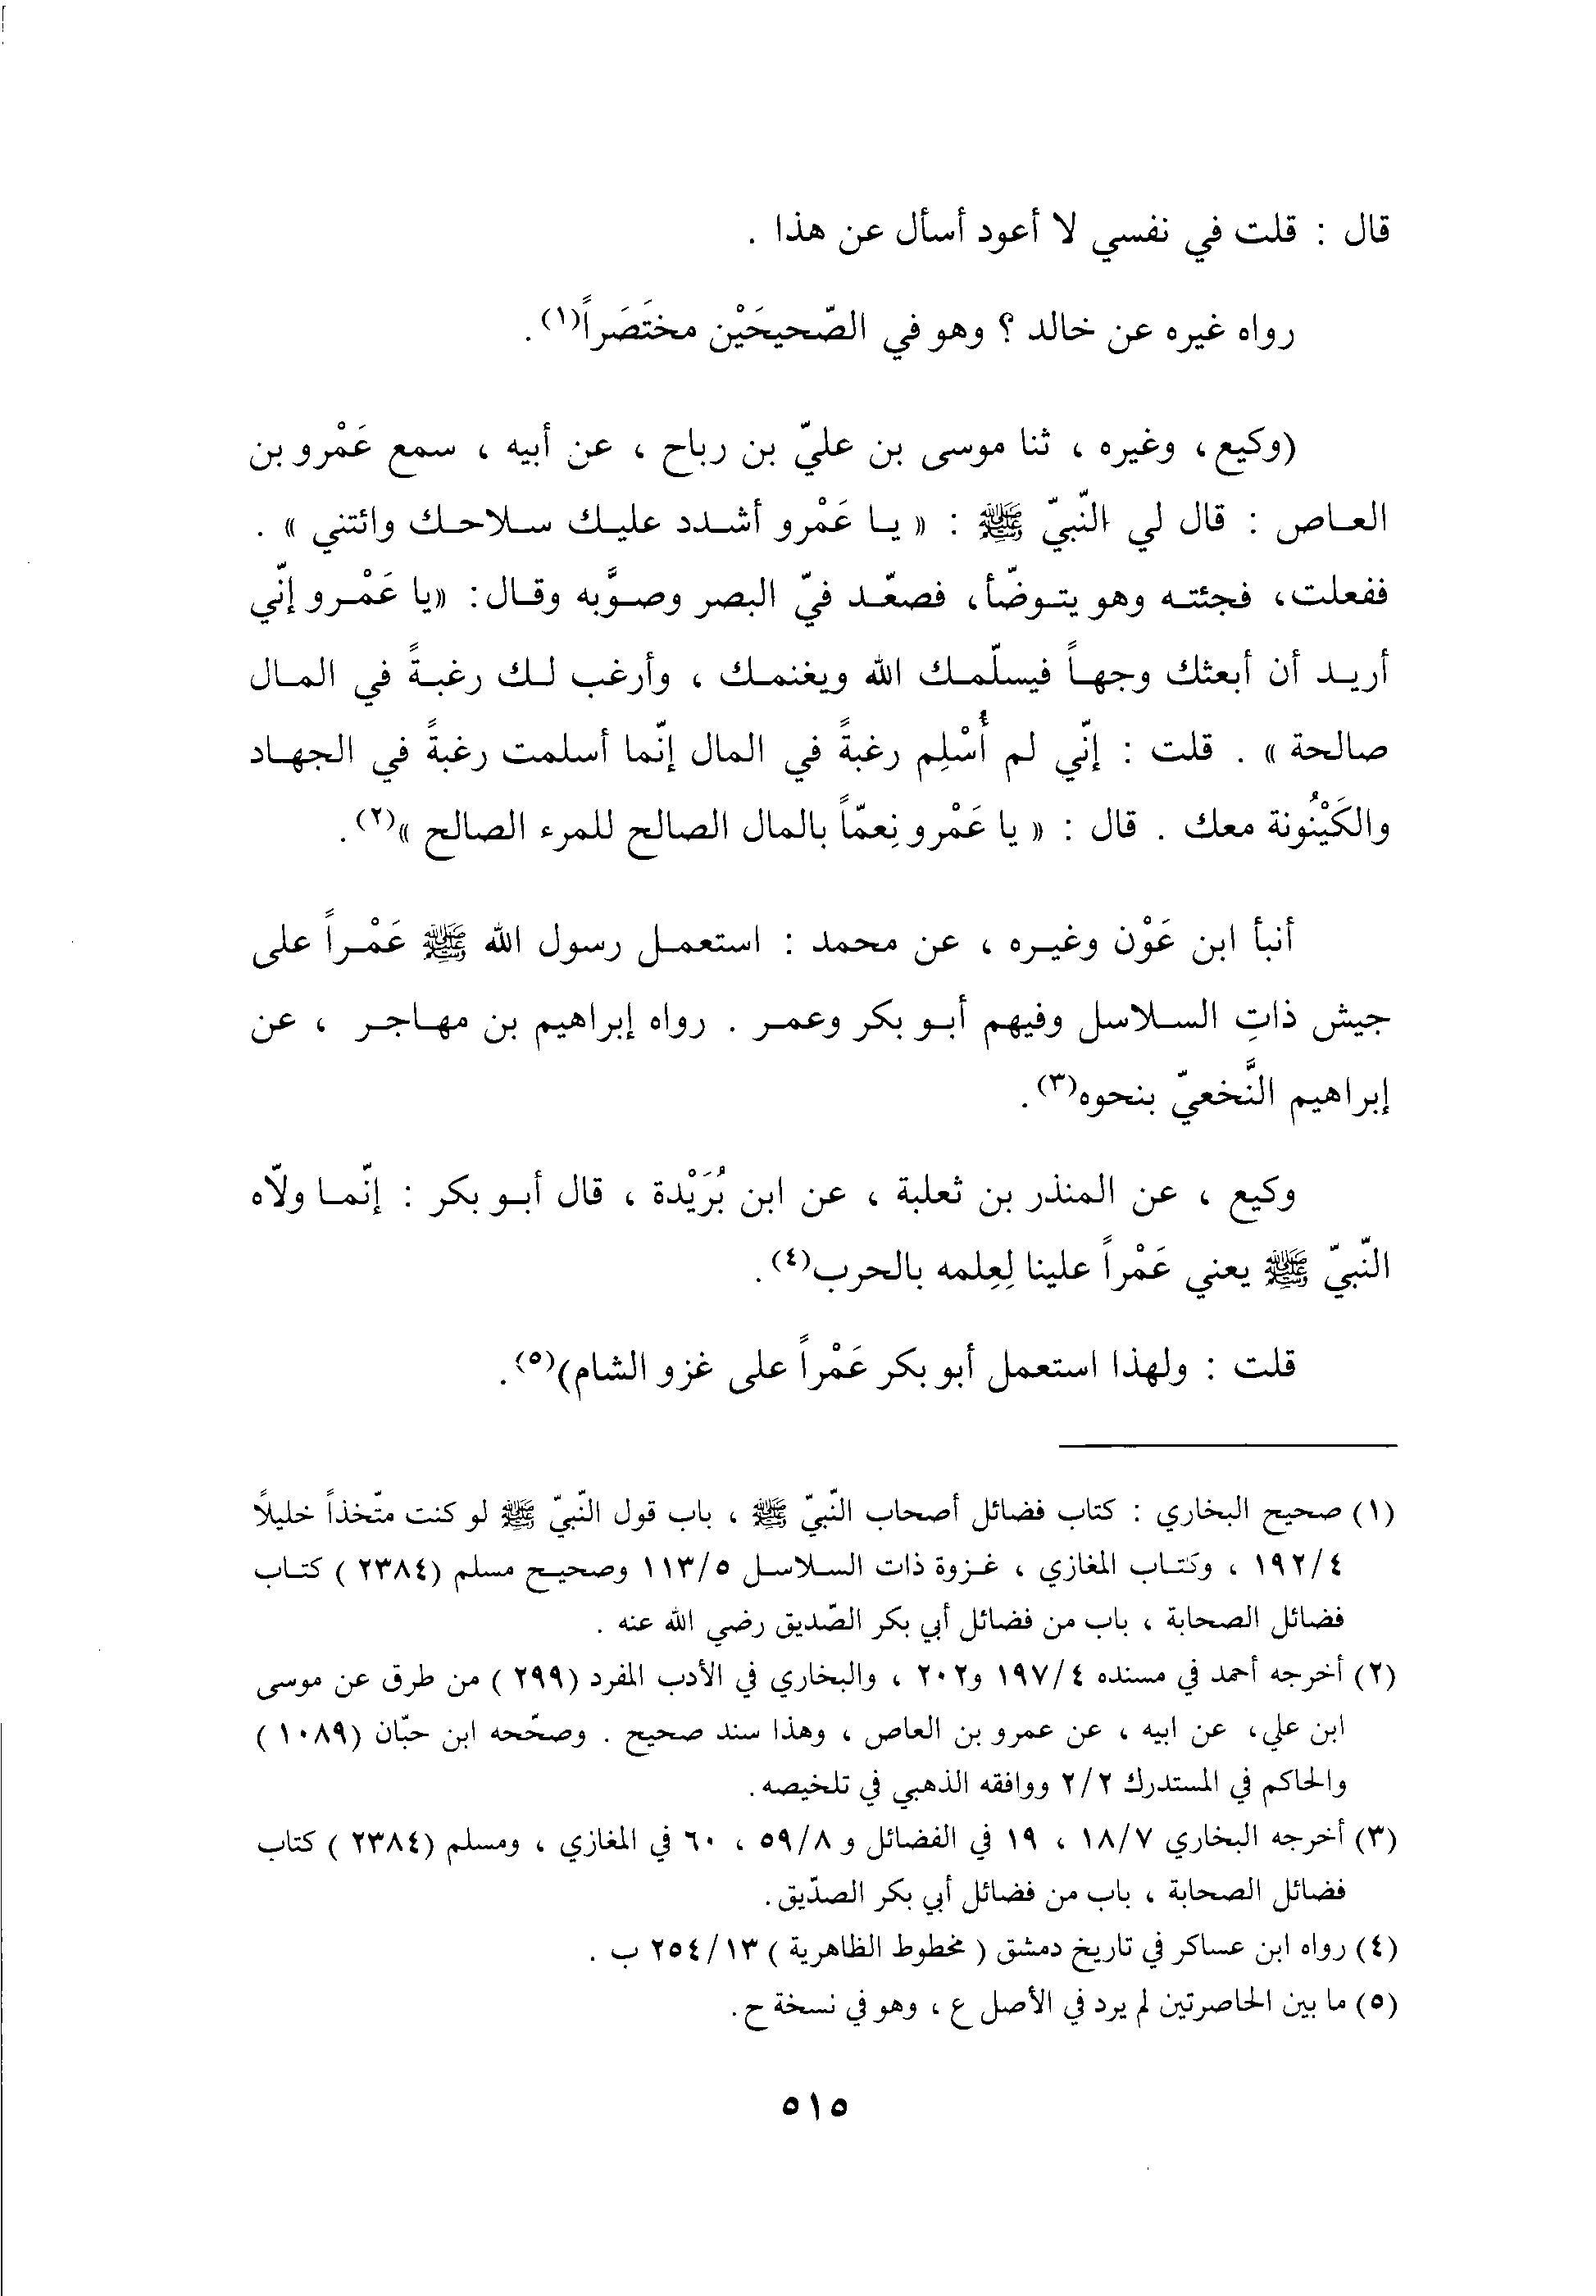 قال : قلت في نفسي لا أعود أسأل عن هذا .
رواه غيره عن خالد ؟ وهو في الصّحيحَيْن مختَصَراً(١) .
(وكيع، وغيره ، ثنا موسى بن عليّ بن رباح ، عن أبيه ، سمع عَمْرو بن
العاص : قال لي النّبيّ ﷺ : « يا عَمْرو أشدد عليك سلاحك وائتني » .
ففعلت، فجئته وهو يتوضّأ، فصعّد فيّ البصر وصوَّبه وقال: «يا عَمْرو إنّي
أريد أن أبعثك وجهاً فيسلّمك الله ويغنمك ، وأرغب لك رغبةً في المال
صالحة » . قلت : إنّي لم أُسْلِم رغبةً في المال إنّما أسلمت رغبةً في الجهاد
والكَيْنُونة معك . قال : « يا عَمْرو نِعمّاً بالمال الصالح للمرء الصالح »(٢) .
أنبأ ابن عَوْن وغيره ، عن محمد : استعمل رسول الله ﷺ عَمْراً على
جيش ذاتِ السلاسل وفيهم أبو بكر وعمر . رواه إبراهيم بن مهاجر ، عن
إبراهيم النَّخعيّ بنحوه(٣) .
وكيع ، عن المنذر بن ثعلبة ، عن ابن بُرَيْدة ، قال أبو بكر : إنّما ولّاه
النّبيّ ﷺ يعني عَمْراً علينا لِعِلمه بالحرب(٤) .
قلت : ولهذا استعمل أبو بكر عَمْراً على غزو الشام)(٥) .
(١) صحيح البخاري : كتاب فضائل أصحاب النّبيّ ﷺ ، باب قول النّبيّ ﷺ لو كنت متّخذاً خليلاً
٤/ ١٩٢ ، وكتاب المغازي ، غزوة ذات السلاسل ٥/ ١١٣ وصحيح مسلم (٢٣٨٤ ) كتاب
فضائل الصحابة ، باب من فضائل أبي بكر الصّديق رضي الله عنه .
(٢) أخرجه أحمد في مسنده ٤/ ١٩٧ و٢٠٢ ، والبخاري في الأدب المفرد (٢٩٩ ) من طرق عن موسى
ابن علي، عن ابيه ، عن عمرو بن العاص ، وهذا سند صحيح . وصحّحه ابن حبّان (١٠٨٩ )
والحاكم في المستدرك ٢/ ٢ ووافقه الذهبي في تلخيصه.
(٣) أخرجه البخاري ٧/ ١٨ ، ١٩ في الفضائل و ٨/ ٥٩ ، ٦٠ في المغازي ، ومسلم (٢٣٨٤ ) كتاب
فضائل الصحابة ، باب من فضائل أبي بكر الصدّيق.
(٤) رواه ابن عساكر في تاريخ دمشق ( مخطوط الظاهرية ) ١٣/ ٢٥٤ ب .
(٥) ما بين الحاصرتين لم يرد في الأصل ع ، وهو في نسخة ح.
٥١٥